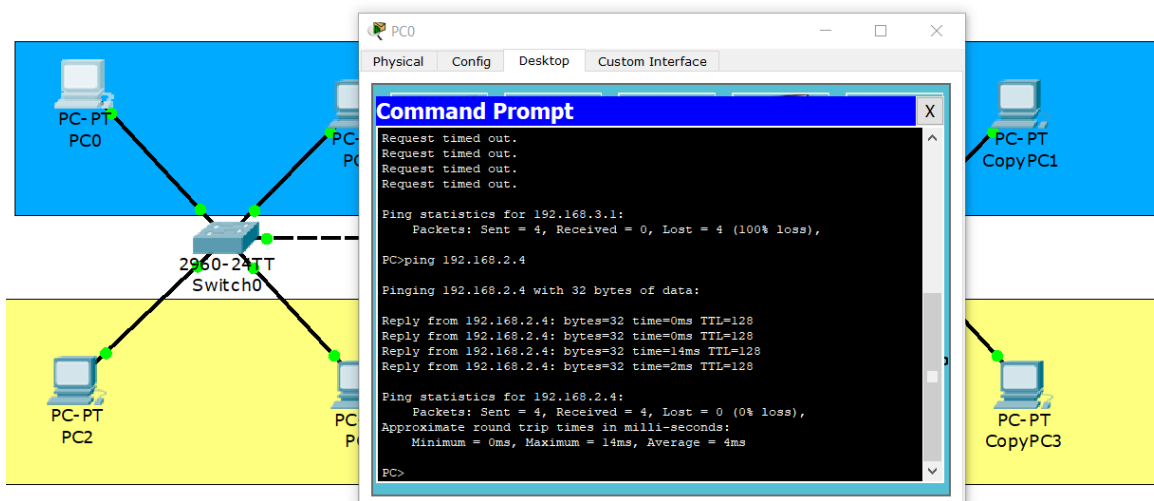 PC0
Physical Config Desktop Custom Interface
Command Prompt X
Request timed out.
Request timed out.
Request timed out.
Request timed out.
Ping statistics for 192.168.3.1:
Packets: Sent = 4, Received = 0, Lost = 4 (100% loss),
PC>ping 192.168.2.4
Pinging 192.168.2.4 with 32 bytes of data:
Reply from 192.168.2.4: bytes=32 time=0ms TTL=128
Reply from 192.168.2.4: bytes=32 time=0ms TTL=128
Reply from 192.168.2.4: bytes=32 time=14ms TTL=128
Reply from 192.168.2.4: bytes=32 time=2ms TTL=128
Ping statistics for 192.168.2.4:
Packets: Sent = 4, Received = 4, Lost = 0 (0% loss),
Approximate round trip times in milli-seconds:
Minimum = 0ms, Maximum = 14ms, Average = 4ms
PC>
PC-PT
PC0
PC-PT
CopyPC1
2960-24TT
Switch0
PC-PT
PC2
PC-PT
CopyPC3